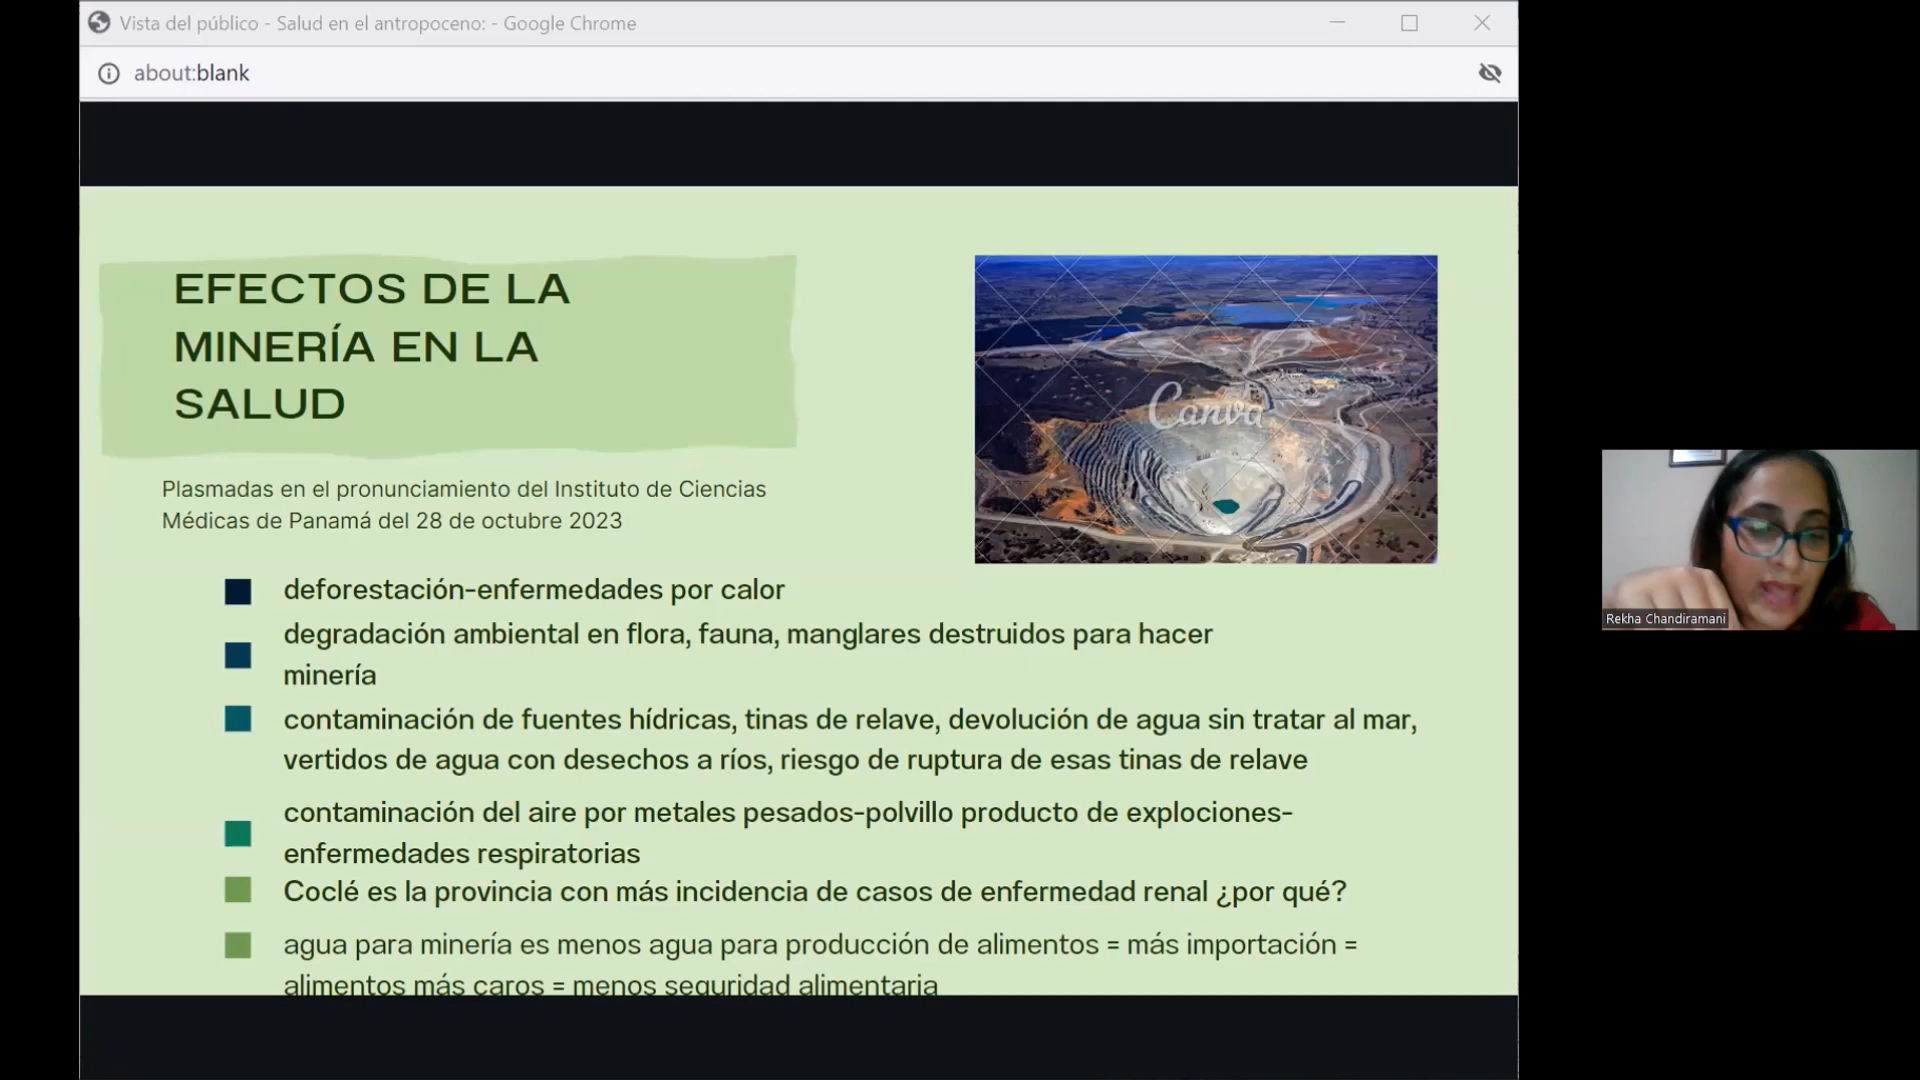 Vista del público - Salud en el antropoceno: - Google Chrome
about:blank
EFECTOS DE LA
MINERÍA EN LA
SALUD
Canva
Plasmadas en el pronunciamiento del Instituto de Ciencias
Médicas de Panamá del 28 de octubre 2023
deforestación-enfermedades por calor
degradación ambiental en flora, fauna, manglares destruidos para hacer
minería
contaminación de fuentes hídricas, tinas de relave, devolución de agua sin tratar al mar,
vertidos de agua con desechos a ríos, riesgo de ruptura de esas tinas de relave
contaminación del aire por metales pesados-polvillo producto de explociones-
enfermedades respiratorias
Coclé es la provincia con más incidencia de casos de enfermedad renal ¿por qué?
agua para minería es menos agua para producción de alimentos = más importación =
alimentos más caros = menos seguridad alimentaria
Rekha Chandiramani